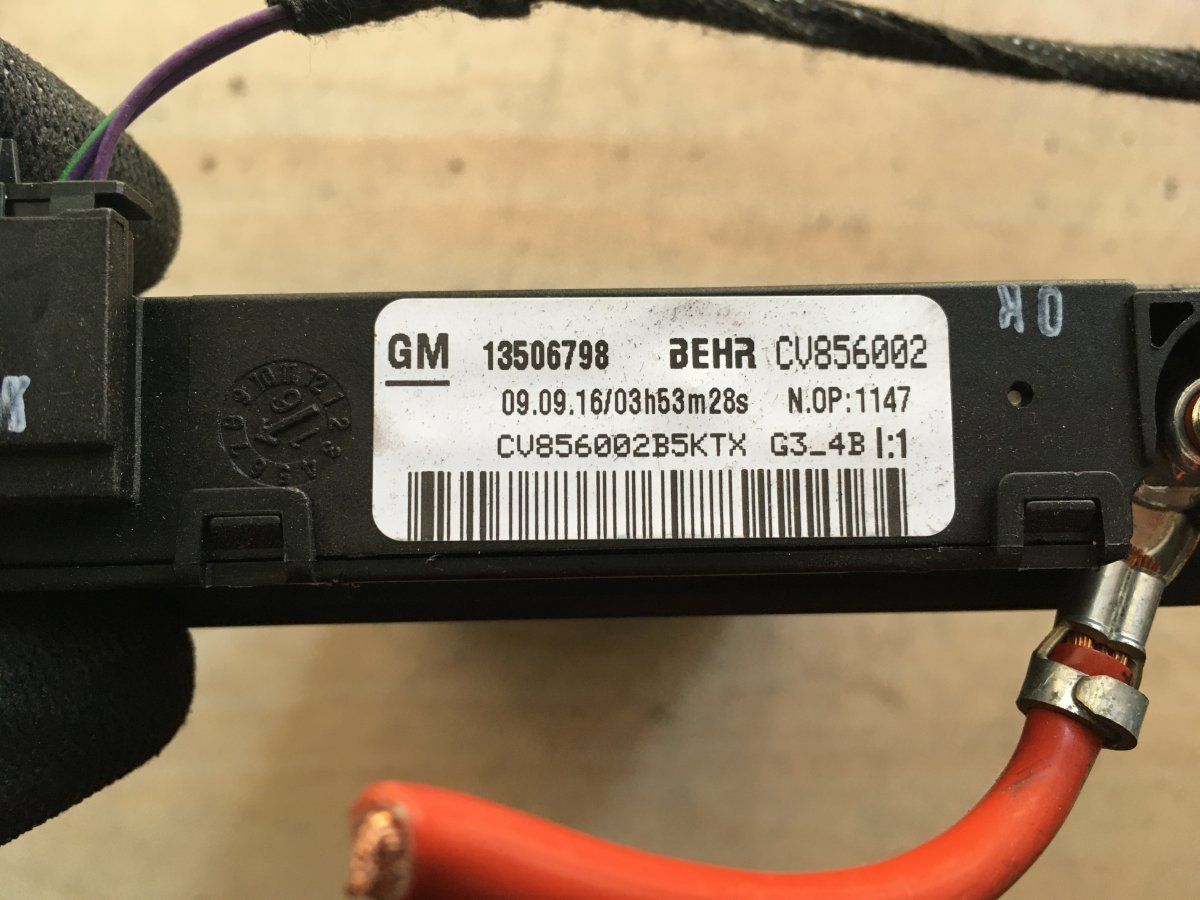 GM 13506798 BEHR CV856002
09.09.16/03h53m28s N.OP:1147
CV856002B5KTX G3_4B I:1
OK